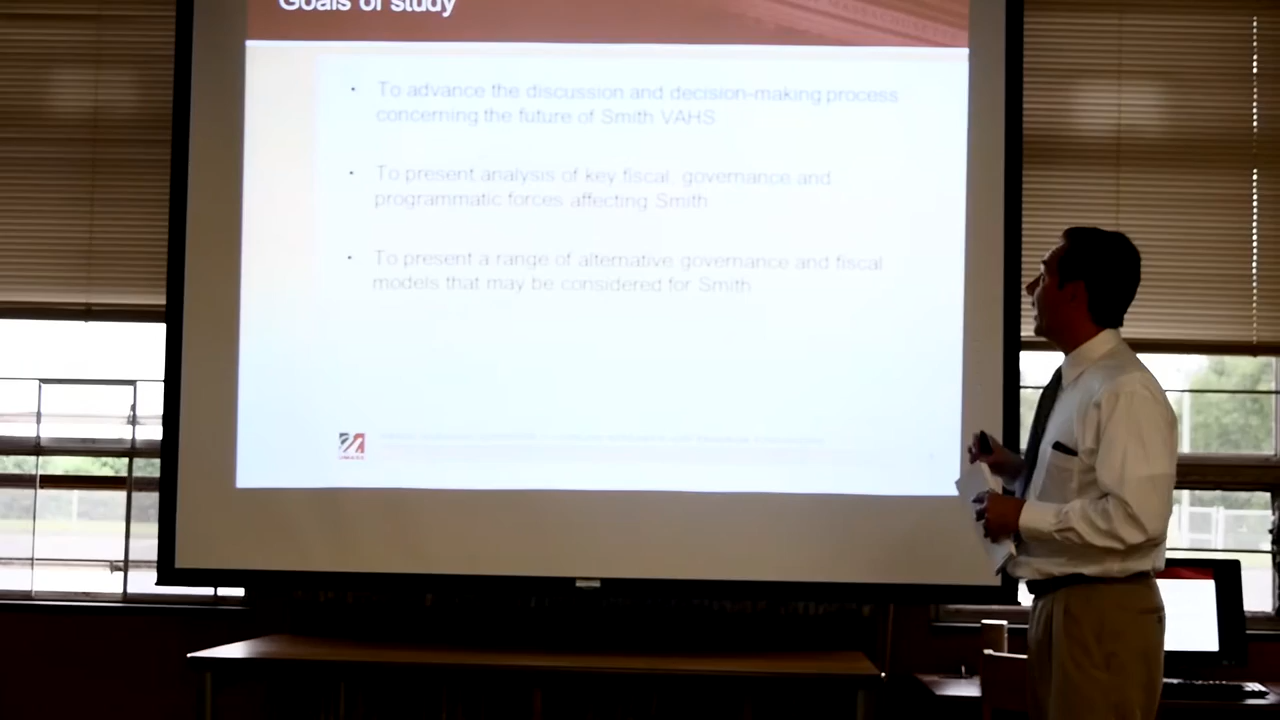 Goals of study
• To advance the discussion and decision-making process
concerning the future of Smith VAHS
• To present analysis of key fiscal, governance and
programmatic forces affecting Smith
• To present a range of alternative governance and fiscal
models that may be considered for Smith